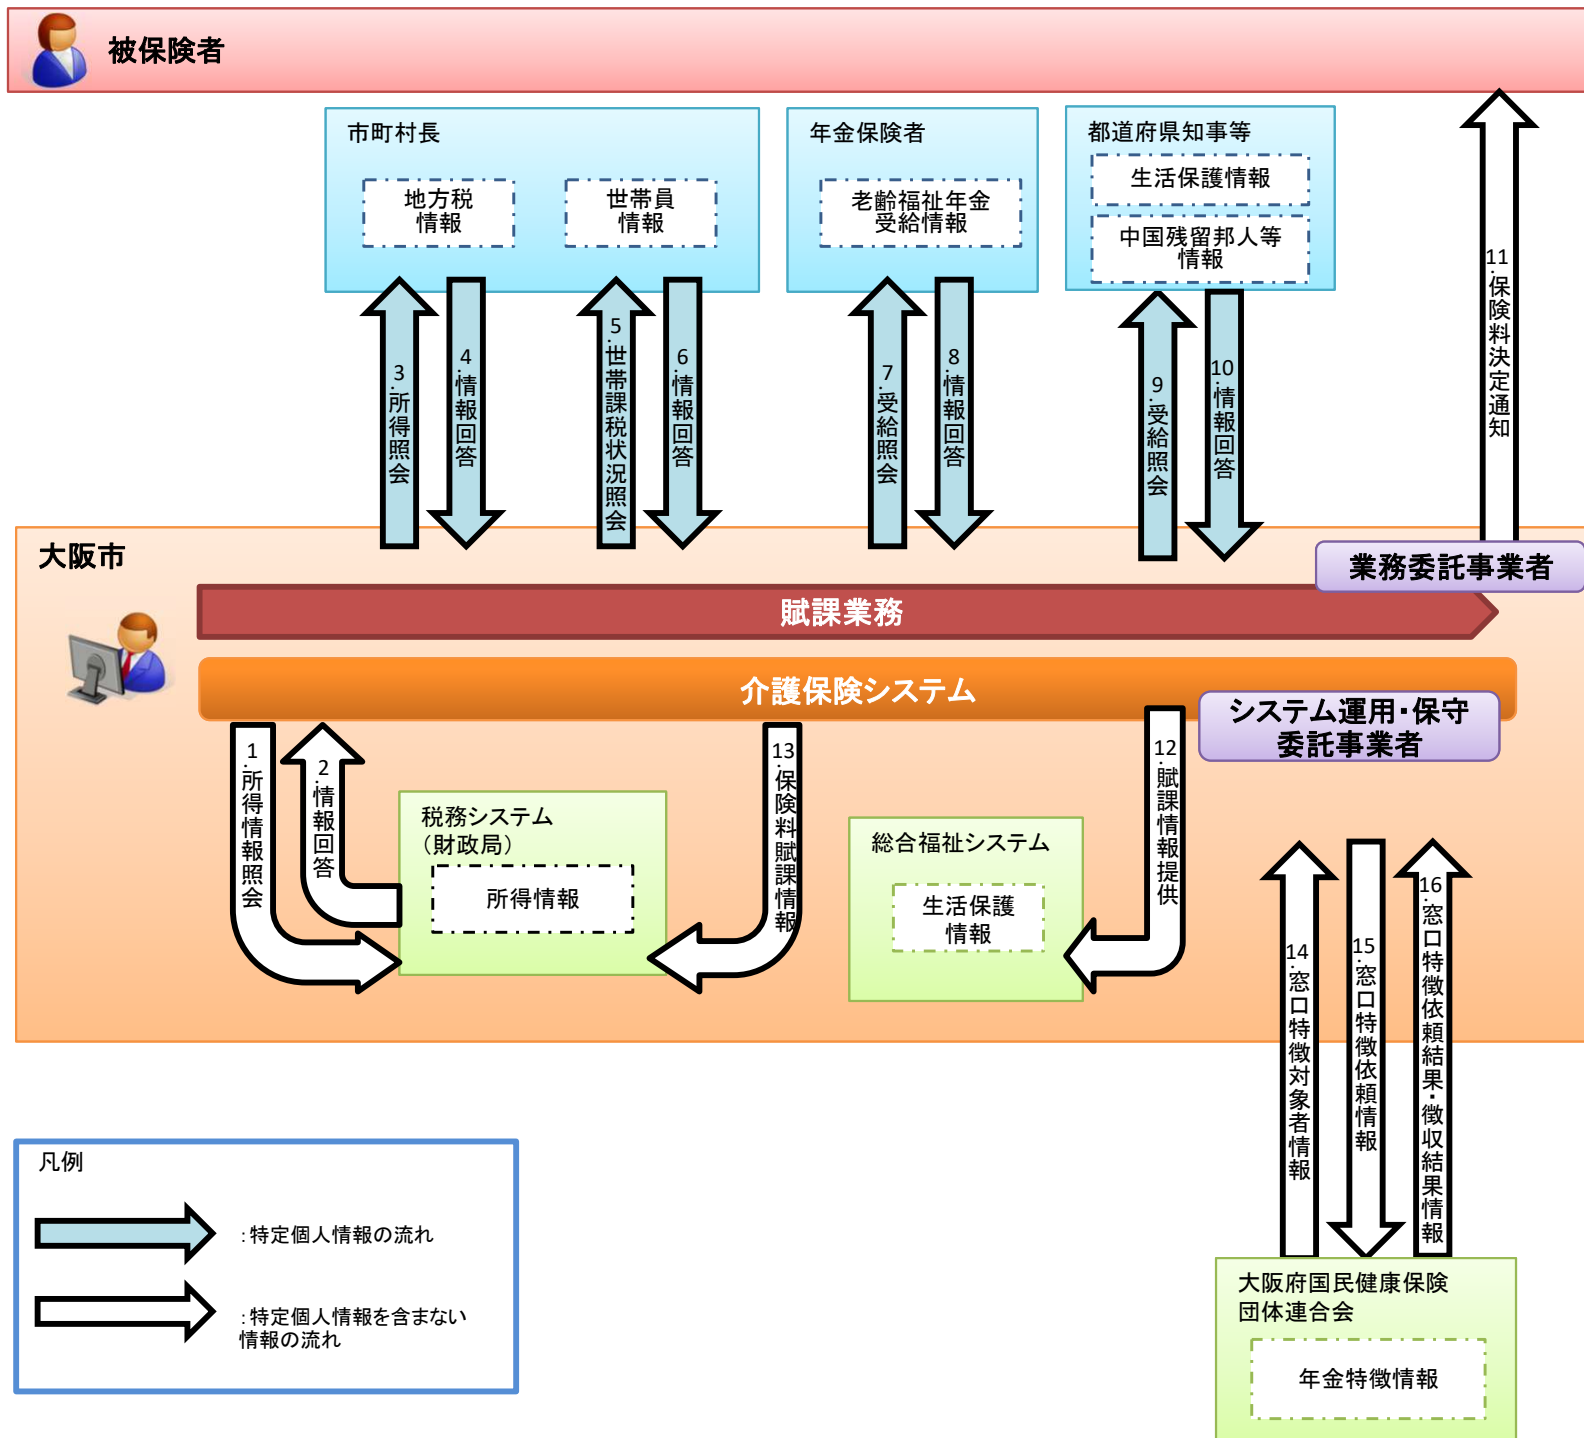 被保険者
市町村長
地方税
情報
世帯員
情報
年金保険者
老齢福祉年金
受給情報
都道府県知事等
生活保護情報
中国残留邦人等
情報
3.所得照会
4.情報回答
5.世帯課税状況照会
6.情報回答
7.受給照会
8.情報回答
9.受給照会
10.情報回答
11.保険料決定通知
大阪市
業務委託事業者
賦課業務
介護保険システム
システム運用・保守
委託事業者
1.所得情報照会
2.情報回答
税務システム
（財政局）
所得情報
13.保険料賦課情報
総合福祉システム
生活保護
情報
12.賦課情報提供
14.窓口特徴対象者情報
15.窓口特徴依頼情報
16.窓口特徴依頼結果・徴収結果情報
大阪府国民健康保険
団体連合会
年金特徴情報
凡例
：特定個人情報の流れ
：特定個人情報を含まない
情報の流れ